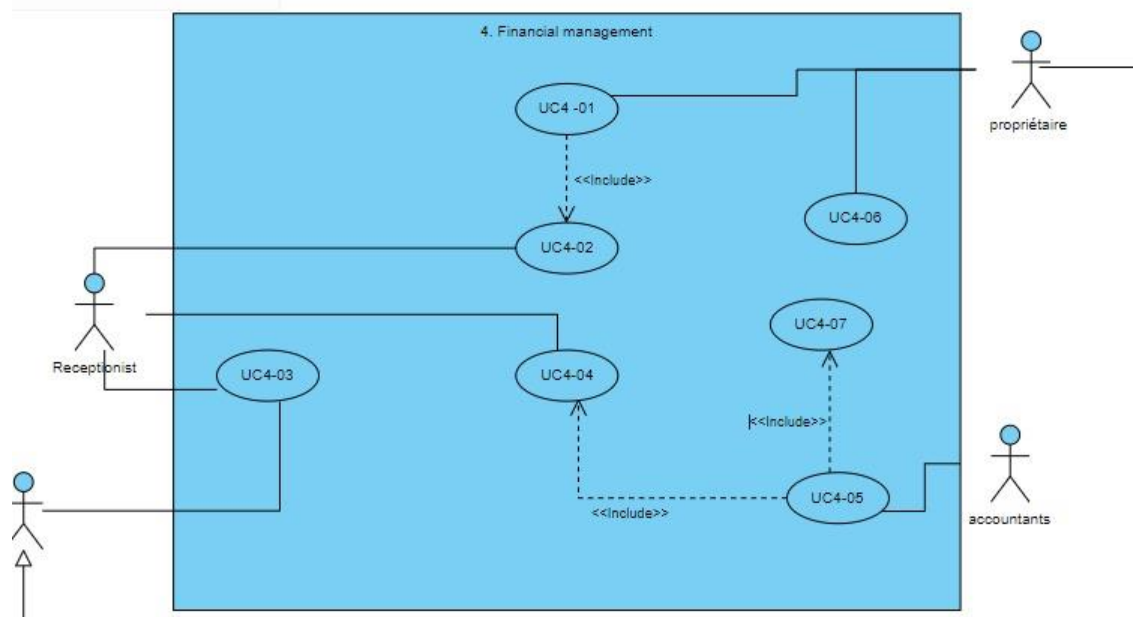 4. Financial management
UC4 -01
propriétaire
<<Include>>
UC4-06
UC4-02
UC4-07
Receptionist
UC4-03
UC4-04
<<Include>>
UC4-05
<<Include>>
accountants